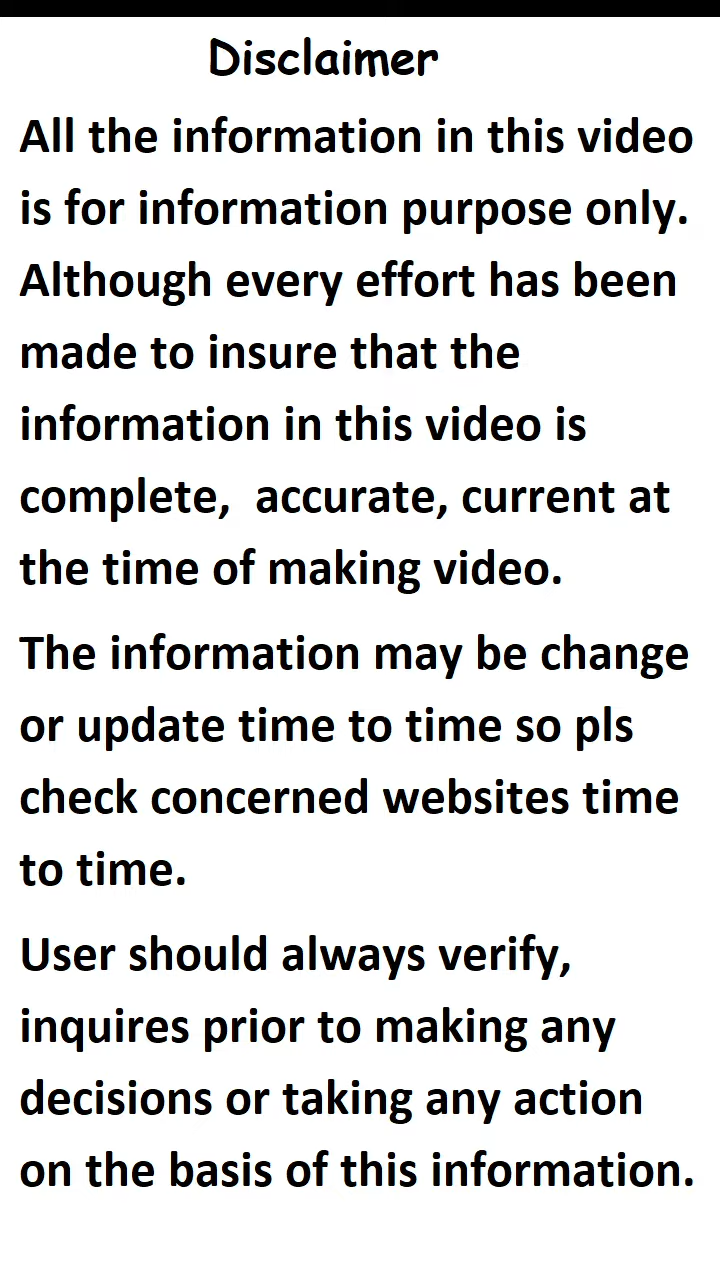 Disclaimer
All the information in this video
is for information purpose only.
Although every effort has been
made to insure that the
information in this video is
complete,  accurate, current at
the time of making video.
The information may be change
or update time to time so pls
check concerned websites time
to time.
User should always verify,
inquires prior to making any
decisions or taking any action
on the basis of this information.